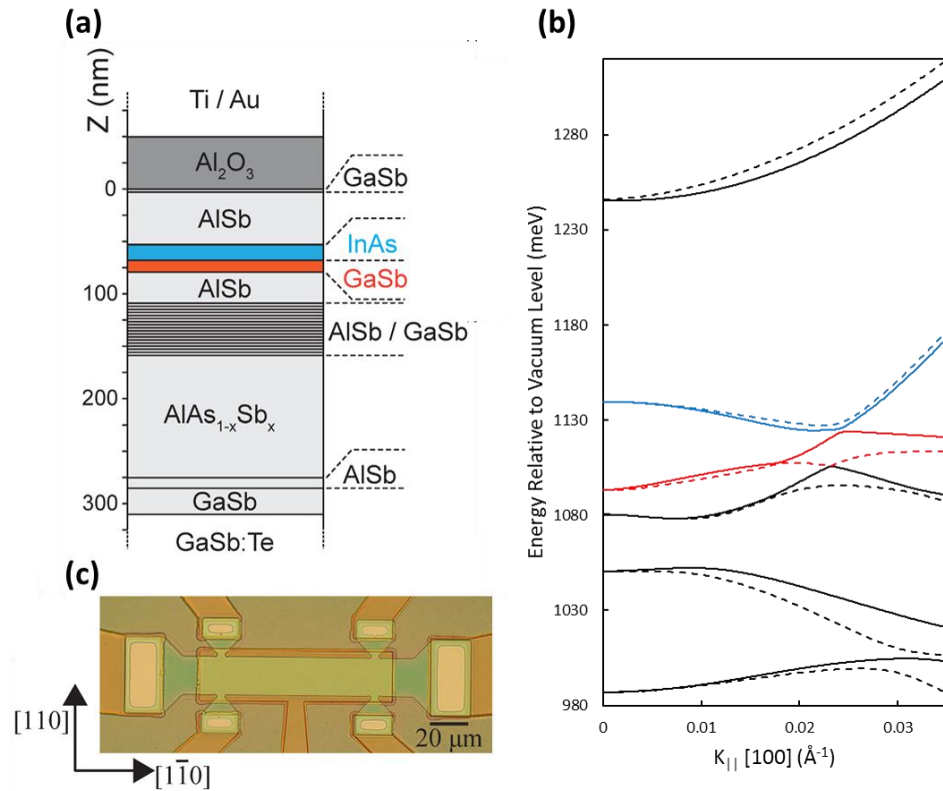 (a)
Z (nm)
Ti / Au
Al₂O₃
0
GaSb
AlSb
InAs
GaSb
AlSb
100
AlSb / GaSb
200
AlAs₁₋ₓSbₓ
AlSb
300
GaSb
GaSb:Te
(b)
Energy Relative to Vacuum Level (meV)
1280
1230
1180
1130
1080
1030
980
0
0.01
0.02
0.03
K|| [100] (Å⁻¹)
(c)
[110]
[11̅0]
20 μm